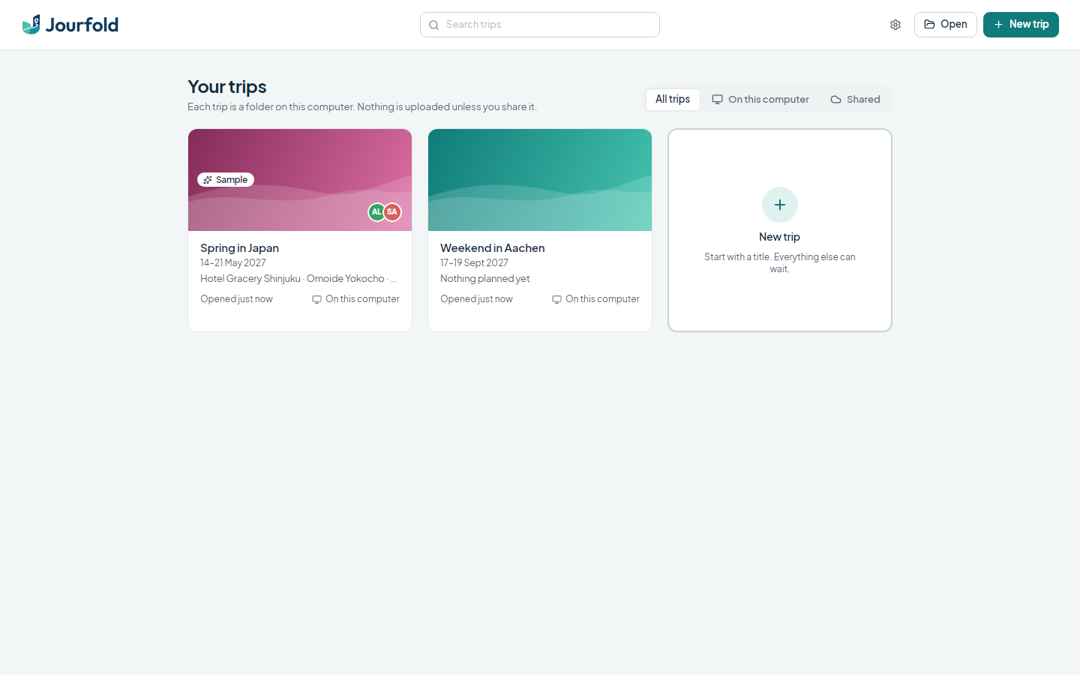 Jourfold
Search trips
Open
New trip
Your trips
Each trip is a folder on this computer. Nothing is uploaded unless you share it.
All trips
On this computer
Shared
Sample
AL
SA
Spring in Japan
14–21 May 2027
Hotel Gracery Shinjuku · Omoide Yokocho · ...
Opened just now
On this computer
Weekend in Aachen
17–19 Sept 2027
Nothing planned yet
Opened just now
On this computer
New trip
Start with a title. Everything else can
wait.